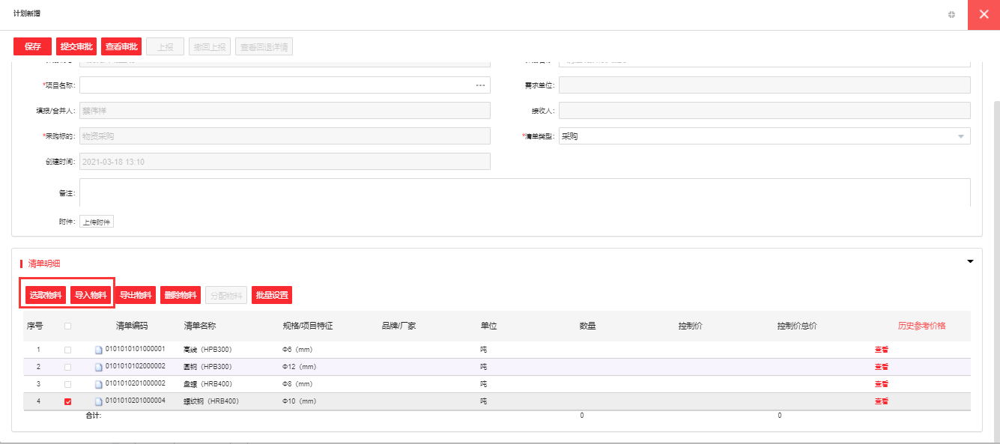 计划新增
保存 提交审批 查看审批 上报 撤回上报 查看回退详情
*项目名称: 需求单位:
填报/合并人: 蔡伟祥 接收人:
*采购标的: 物资采购 *清单类型: 采购
创建时间: 2021-03-18 13:10
备注:
附件: 上传附件
清单明细
选取物料 导入物料 导出物料 删除物料 分配物料 批量设置
序号 清单编码 清单名称 规格/项目特征 品牌/厂家 单位 数量 控制价 控制价总价 历史参考价格
1 0101010101000001 高线（HPB300） Φ6（mm） 吨 查看
2 0101010102000002 圆钢（HPB300） Φ12（mm） 吨 查看
3 0101010201000002 盘螺（HRB400） Φ8（mm） 吨 查看
4 0101010201000004 螺纹钢（HRB400） Φ10（mm） 吨 查看
合计: 0 0